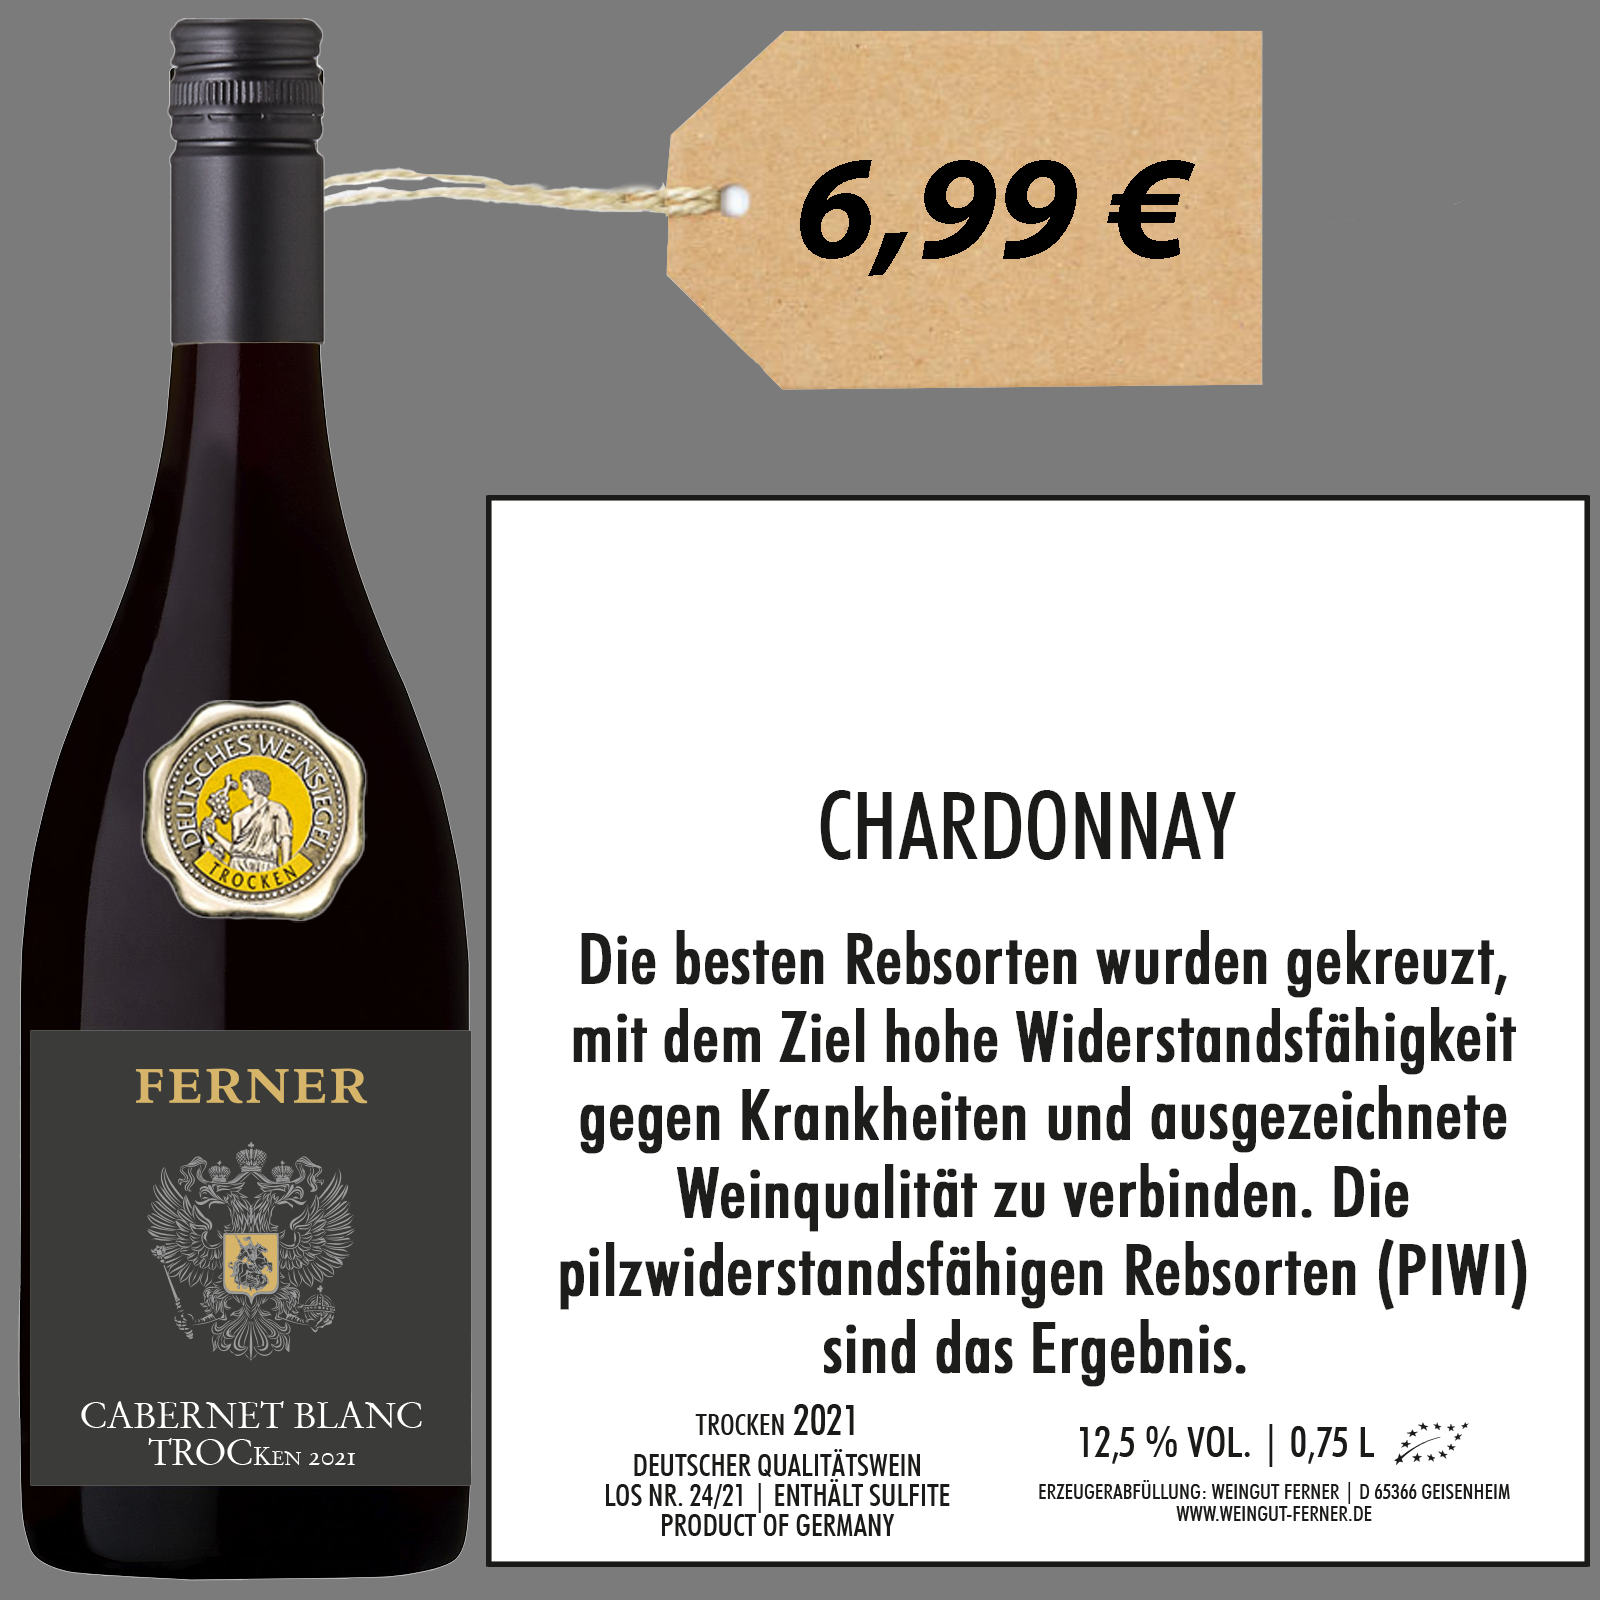 6,99 €
DEUTSCHES WEINSIEGEL
TROCKEN
FERNER
CABERNET BLANC
TROCKEN 2021
CHARDONNAY
Die besten Rebsorten wurden gekreuzt,
mit dem Ziel hohe Widerstandsfähigkeit
gegen Krankheiten und ausgezeichnete
Weinqualität zu verbinden. Die
pilzwiderstandsfähigen Rebsorten (PIWI)
sind das Ergebnis.
TROCKEN 2021
DEUTSCHER QUALITÄTSWEIN
LOS NR. 24/21 | ENTHÄLT SULFITE
PRODUCT OF GERMANY
12,5 % VOL. | 0,75 L
ERZEUGERABFÜLLUNG: WEINGUT FERNER | D 65366 GEISENHEIM
WWW.WEINGUT-FERNER.DE